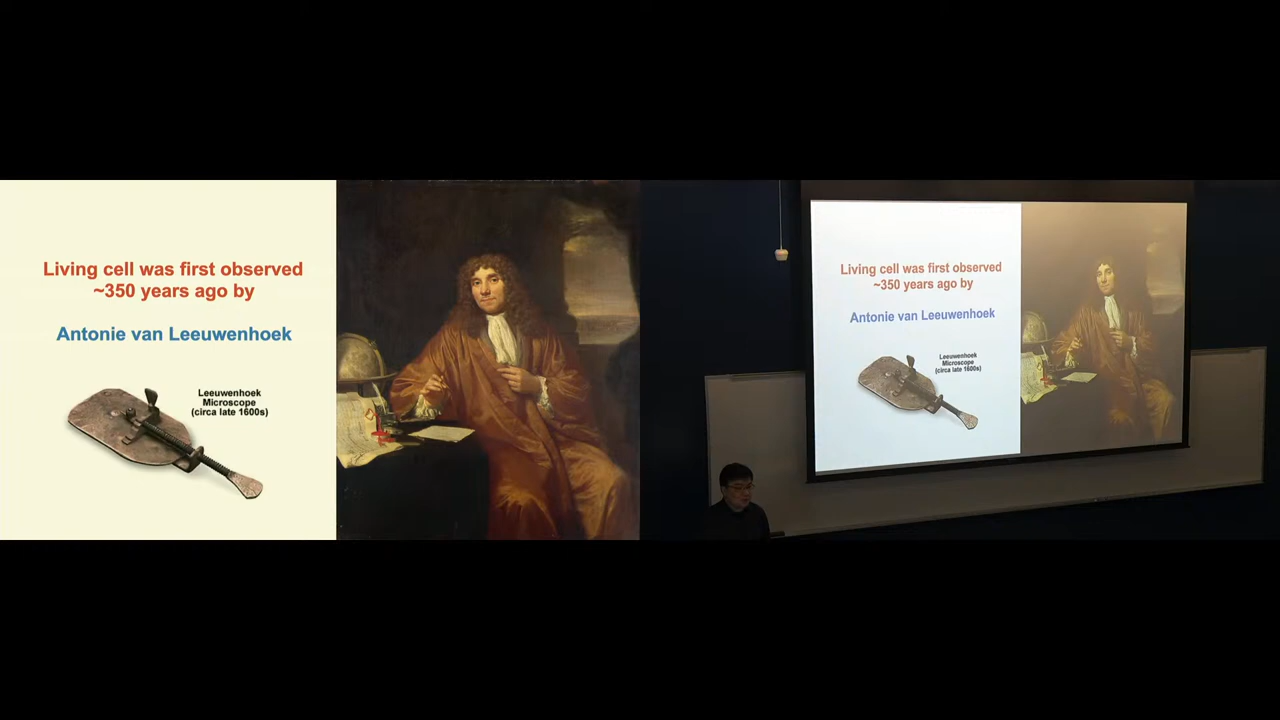 Living cell was first observed
~350 years ago by
Antonie van Leeuwenhoek
Leeuwenhoek
Microscope
(circa late 1600s)
Living cell was first observed
~350 years ago by
Antonie van Leeuwenhoek
Leeuwenhoek
Microscope
(circa late 1600s)